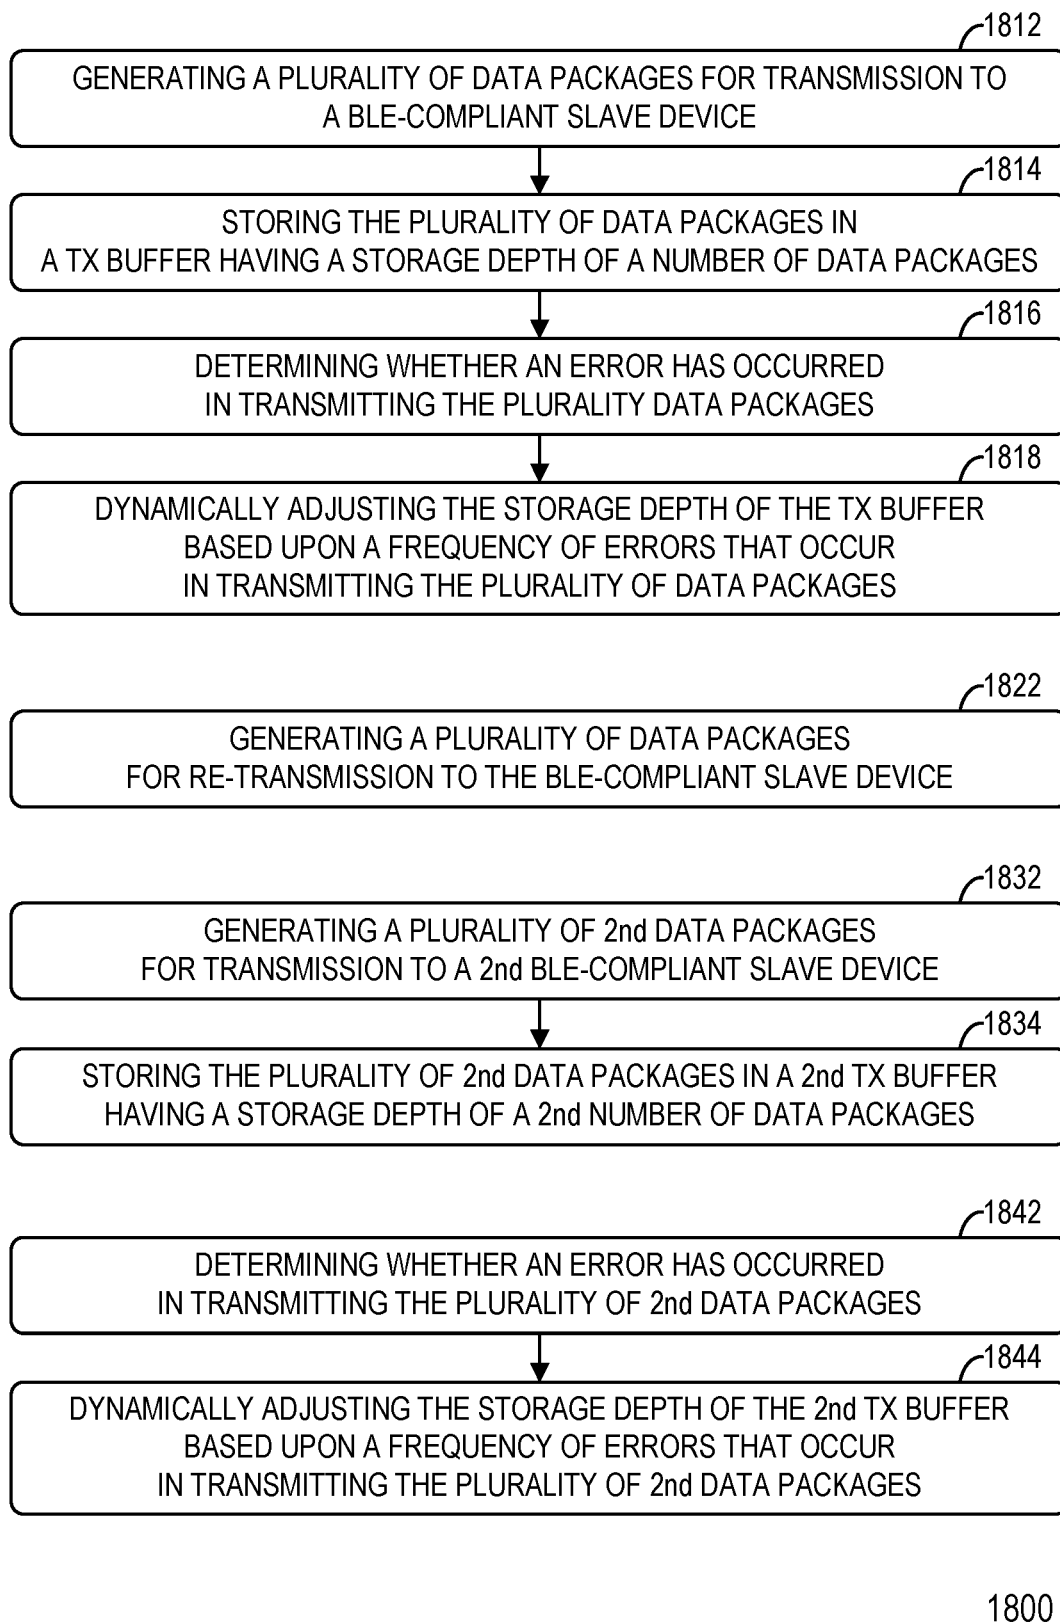 1812
GENERATING A PLURALITY OF DATA PACKAGES FOR TRANSMISSION TO
A BLE-COMPLIANT SLAVE DEVICE
1814
STORING THE PLURALITY OF DATA PACKAGES IN
A TX BUFFER HAVING A STORAGE DEPTH OF A NUMBER OF DATA PACKAGES
1816
DETERMINING WHETHER AN ERROR HAS OCCURRED
IN TRANSMITTING THE PLURALITY DATA PACKAGES
1818
DYNAMICALLY ADJUSTING THE STORAGE DEPTH OF THE TX BUFFER
BASED UPON A FREQUENCY OF ERRORS THAT OCCUR
IN TRANSMITTING THE PLURALITY OF DATA PACKAGES
1822
GENERATING A PLURALITY OF DATA PACKAGES
FOR RE-TRANSMISSION TO THE BLE-COMPLIANT SLAVE DEVICE
1832
GENERATING A PLURALITY OF 2nd DATA PACKAGES
FOR TRANSMISSION TO A 2nd BLE-COMPLIANT SLAVE DEVICE
1834
STORING THE PLURALITY OF 2nd DATA PACKAGES IN A 2nd TX BUFFER
HAVING A STORAGE DEPTH OF A 2nd NUMBER OF DATA PACKAGES
1842
DETERMINING WHETHER AN ERROR HAS OCCURRED
IN TRANSMITTING THE PLURALITY OF 2nd DATA PACKAGES
1844
DYNAMICALLY ADJUSTING THE STORAGE DEPTH OF THE 2nd TX BUFFER
BASED UPON A FREQUENCY OF ERRORS THAT OCCUR
IN TRANSMITTING THE PLURALITY OF 2nd DATA PACKAGES
1800